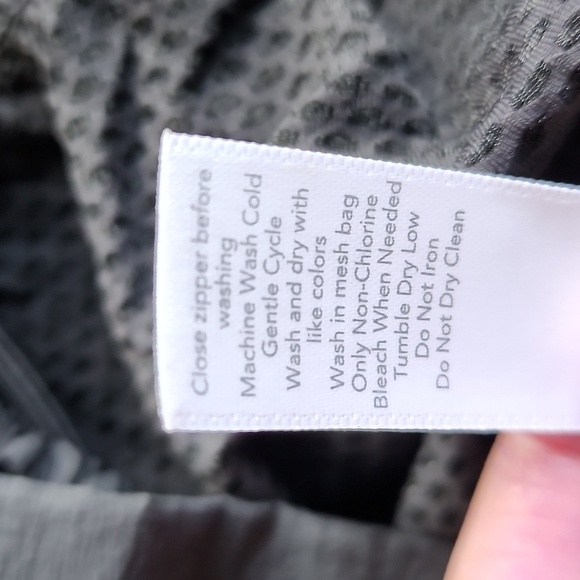 Close zipper before
washing
Machine Wash Cold
Gentle Cycle
Wash and dry with
like colors
Wash in mesh bag
Only Non-Chlorine
Bleach When Needed
Tumble Dry Low
Do Not Iron
Do Not Dry Clean